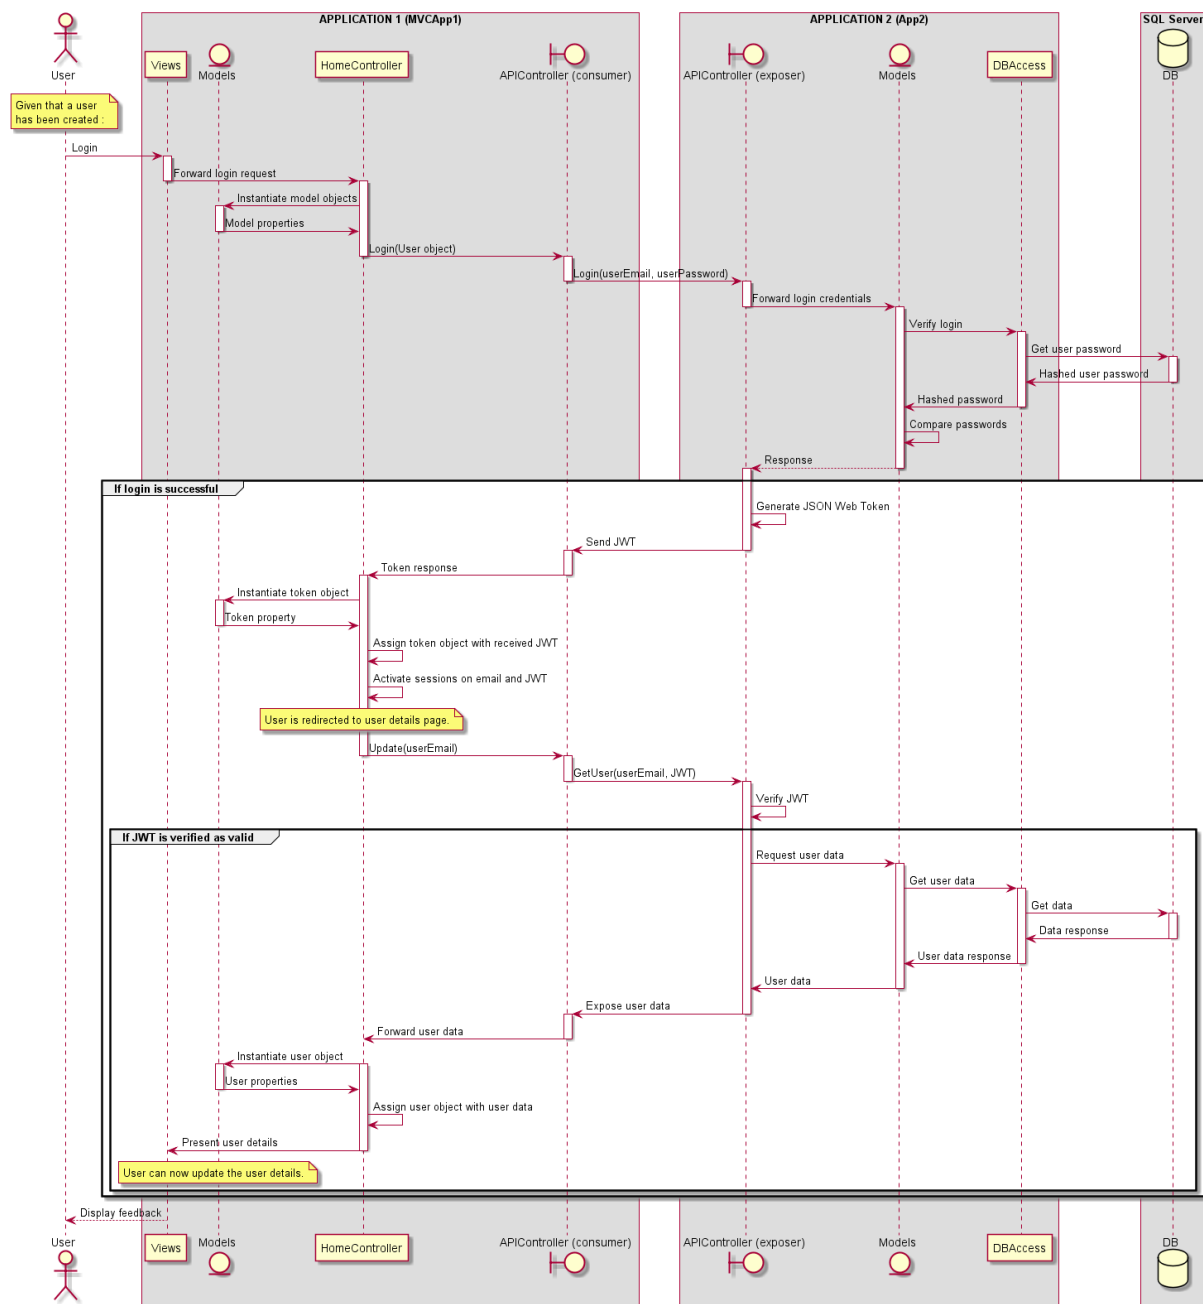 APPLICATION 1 (MVCApp1)
APPLICATION 2 (App2)
SQL Server
User
Views
Models
HomeController
APIController (consumer)
APIController (exposer)
Models
DBAccess
DB
Given that a user
has been created :
Login
Forward login request
Instantiate model objects
Model properties
Login(User object)
Login(userEmail, userPassword)
Forward login credentials
Verify login
Get user password
Hashed user password
Hashed password
Compare passwords
Response
If login is successful
Generate JSON Web Token
Send JWT
Token response
Instantiate token object
Token property
Assign token object with received JWT
Activate sessions on email and JWT
User is redirected to user details page.
Update(userEmail)
GetUser(userEmail, JWT)
Verify JWT
If JWT is verified as valid
Request user data
Get user data
Get data
Data response
User data response
User data
Expose user data
Forward user data
Instantiate user object
User properties
Assign user object with user data
Present user details
User can now update the user details.
Display feedback
User
Views
Models
HomeController
APIController (consumer)
APIController (exposer)
Models
DBAccess
DB